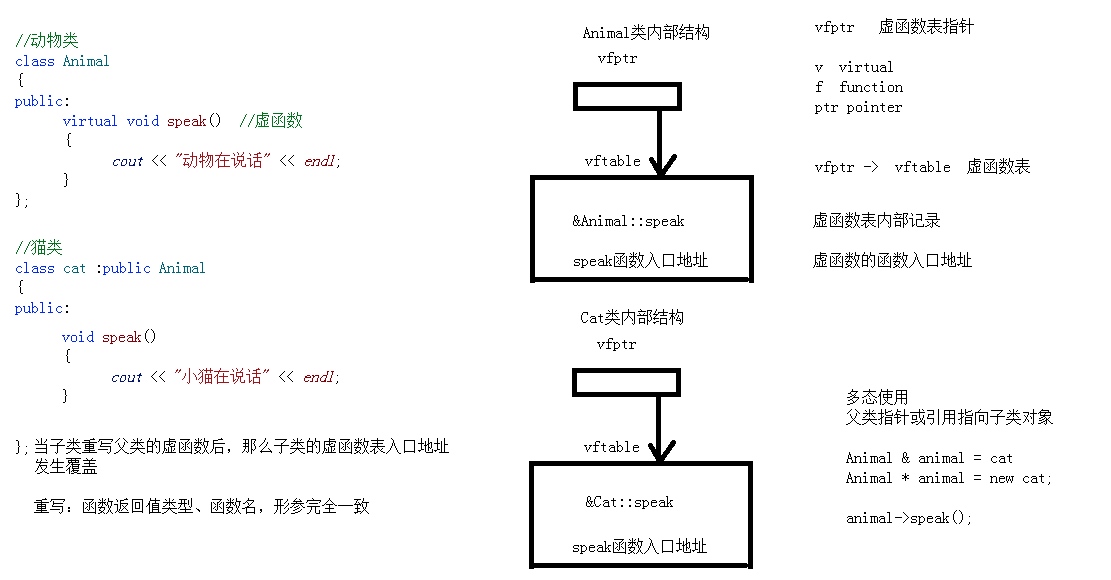 //动物类
class Animal
{
public:
virtual void speak() //虚函数
{
cout << "动物在说话" << endl;
}
};
//猫类
class cat :public Animal
{
public:
void speak()
{
cout << "小猫在说话" << endl;
}
};当子类重写父类的虚函数后，那么子类的虚函数表入口地址
发生覆盖
重写：函数返回值类型、函数名，形参完全一致
Animal类内部结构
vfptr
vftable
&Animal::speak
speak函数入口地址
Cat类内部结构
vfptr
vftable
&Cat::speak
speak函数入口地址
vfptr 虚函数表指针
v virtual
f function
ptr pointer
vfptr -> vftable 虚函数表
虚函数表内部记录
虚函数的函数入口地址
多态使用
父类指针或引用指向子类对象
Animal & animal = cat
Animal * animal = new cat;
animal->speak();